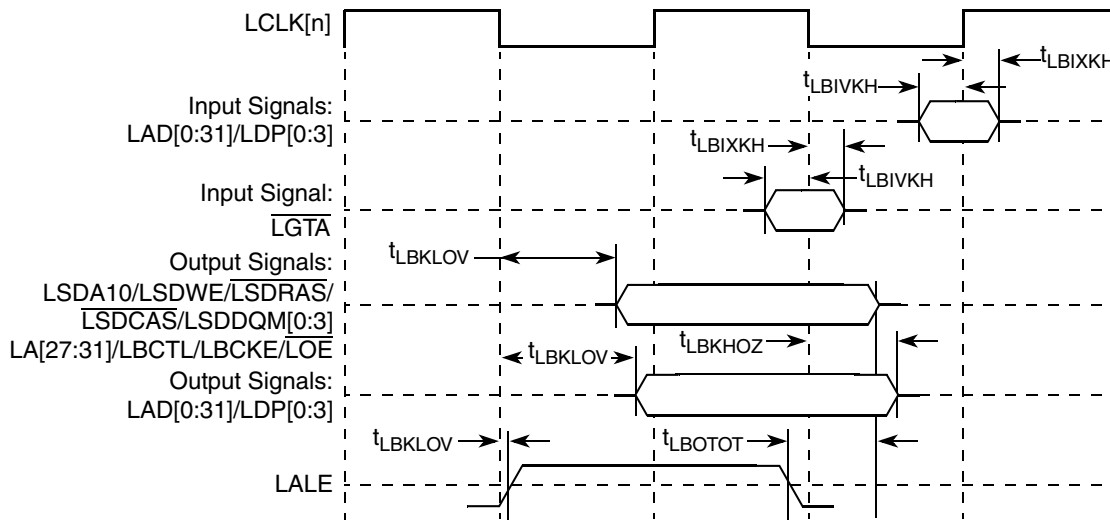 LCLK[n]
tLBIXKH
tLBIVKH
Input Signals:
LAD[0:31]/LDP[0:3]
tLBIXKH
tLBIVKH
Input Signal:
LGTA
tLBKLOV
Output Signals:
LSDA10/LSDWE/LSDRAS/
LSDCAS/LSDDQM[0:3]
LA[27:31]/LBCTL/LBCKE/LOE
tLBKLOV
tLBKHOZ
Output Signals:
LAD[0:31]/LDP[0:3]
tLBKLOV
tLBOTOT
LALE